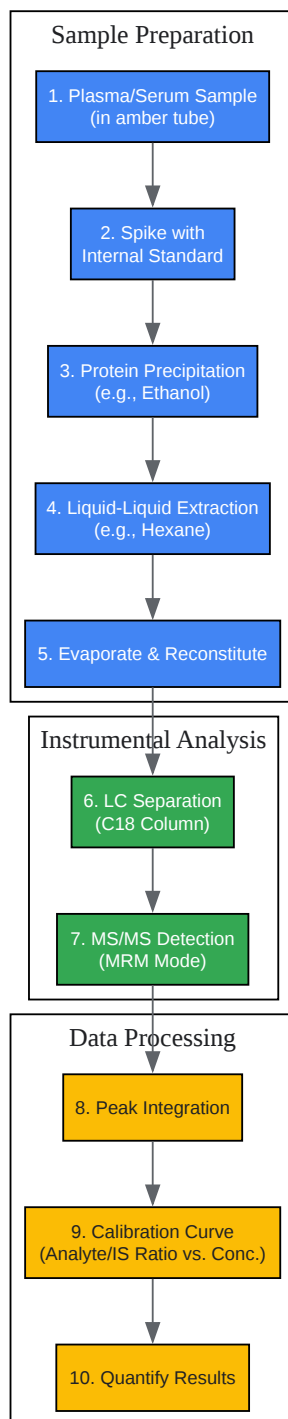 Sample Preparation
1. Plasma/Serum Sample
(in amber tube)
2. Spike with
Internal Standard
3. Protein Precipitation
(e.g., Ethanol)
4. Liquid-Liquid Extraction
(e.g., Hexane)
5. Evaporate & Reconstitute
Instrumental Analysis
6. LC Separation
(C18 Column)
7. MS/MS Detection
(MRM Mode)
Data Processing
8. Peak Integration
9. Calibration Curve
(Analyte/IS Ratio vs. Conc.)
10. Quantify Results